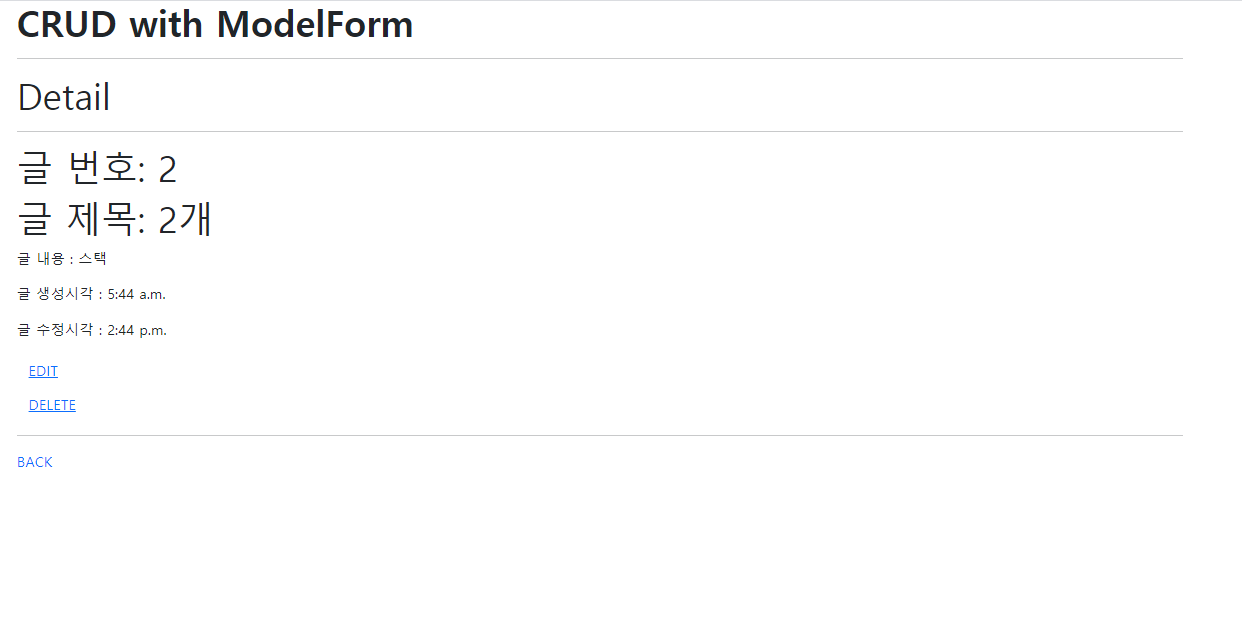 CRUD with ModelForm
Detail
글 번호: 2
글 제목: 2개
글 내용 : 스택
글 생성시각 : 5:44 a.m.
글 수정시각 : 2:44 p.m.
EDIT
DELETE
BACK